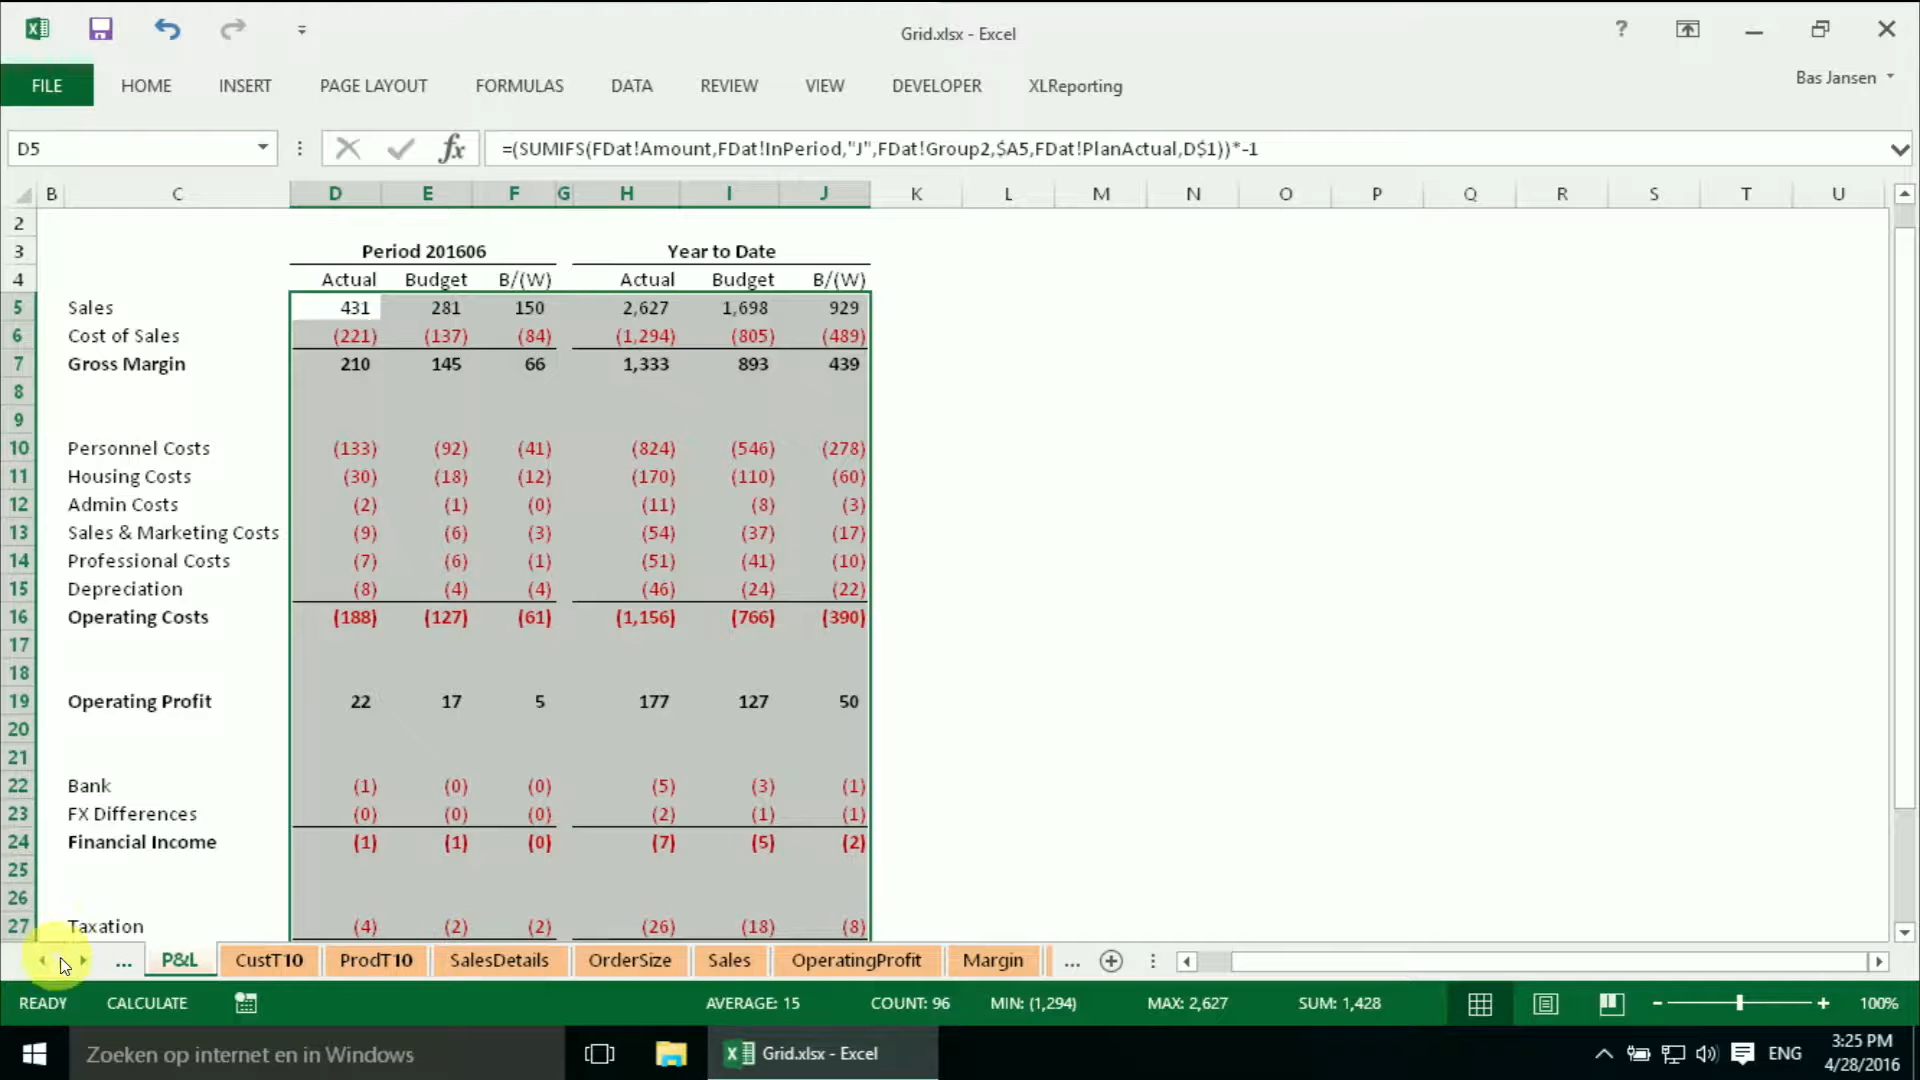 Grid.xlsx - Excel
?
FILE HOME INSERT PAGE LAYOUT FORMULAS DATA REVIEW VIEW DEVELOPER XLReporting
Bas Jansen
D5 fx =(SUMIFS(FDat!Amount,FDat!InPeriod,"J",FDat!Group2,$A5,FDat!PlanActual,D$1))*-1
B C D E F G H I J K L M N O P Q R S T U
2
3 Period 201606 Year to Date
4 Actual Budget B/(W) Actual Budget B/(W)
5 Sales 431 281 150 2,627 1,698 929
6 Cost of Sales (221) (137) (84) (1,294) (805) (489)
7 Gross Margin 210 145 66 1,333 893 439
8
9
10 Personnel Costs (133) (92) (41) (824) (546) (278)
11 Housing Costs (30) (18) (12) (170) (110) (60)
12 Admin Costs (2) (1) (0) (11) (8) (3)
13 Sales & Marketing Costs (9) (6) (3) (54) (37) (17)
14 Professional Costs (7) (6) (1) (51) (41) (10)
15 Depreciation (8) (4) (4) (46) (24) (22)
16 Operating Costs (188) (127) (61) (1,156) (766) (390)
17
18
19 Operating Profit 22 17 5 177 127 50
20
21
22 Bank (1) (0) (0) (5) (3) (1)
23 FX Differences (0) (0) (0) (2) (1) (1)
24 Financial Income (1) (1) (0) (7) (5) (2)
25
26
27 Taxation (4) (2) (2) (26) (18) (8)
... P&L CustT10 ProdT10 SalesDetails OrderSize Sales OperatingProfit Margin ...
READY CALCULATE AVERAGE: 15 COUNT: 96 MIN: (1,294) MAX: 2,627 SUM: 1,428 100%
Zoeken op internet en in Windows Grid.xlsx - Excel ENG 3:25 PM
4/28/2016